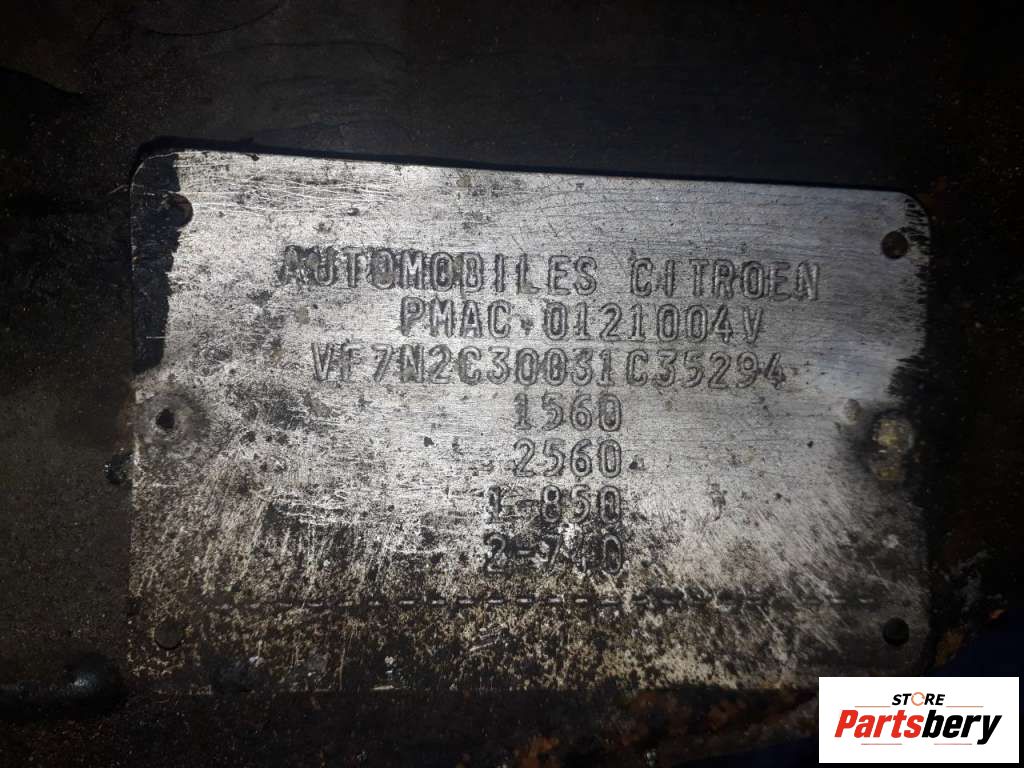 AUTOMOBILES CITROEN
PMAC 0121004V
VF7N2C30031C35294
1560
2560
1-850
2-740
STORE
Partsbery